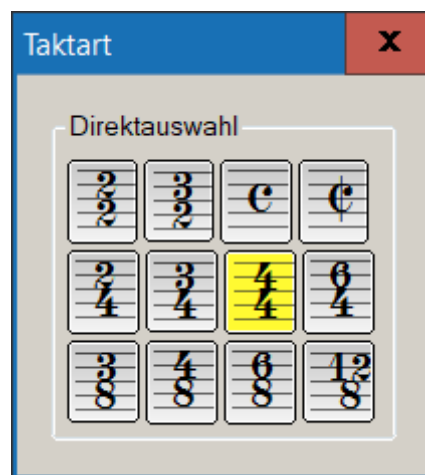 Taktart x
Direktauswahl
2/2 3/2 𝄴 𝄵
2/4 3/4 4/4 6/4
3/8 4/8 6/8 12/8